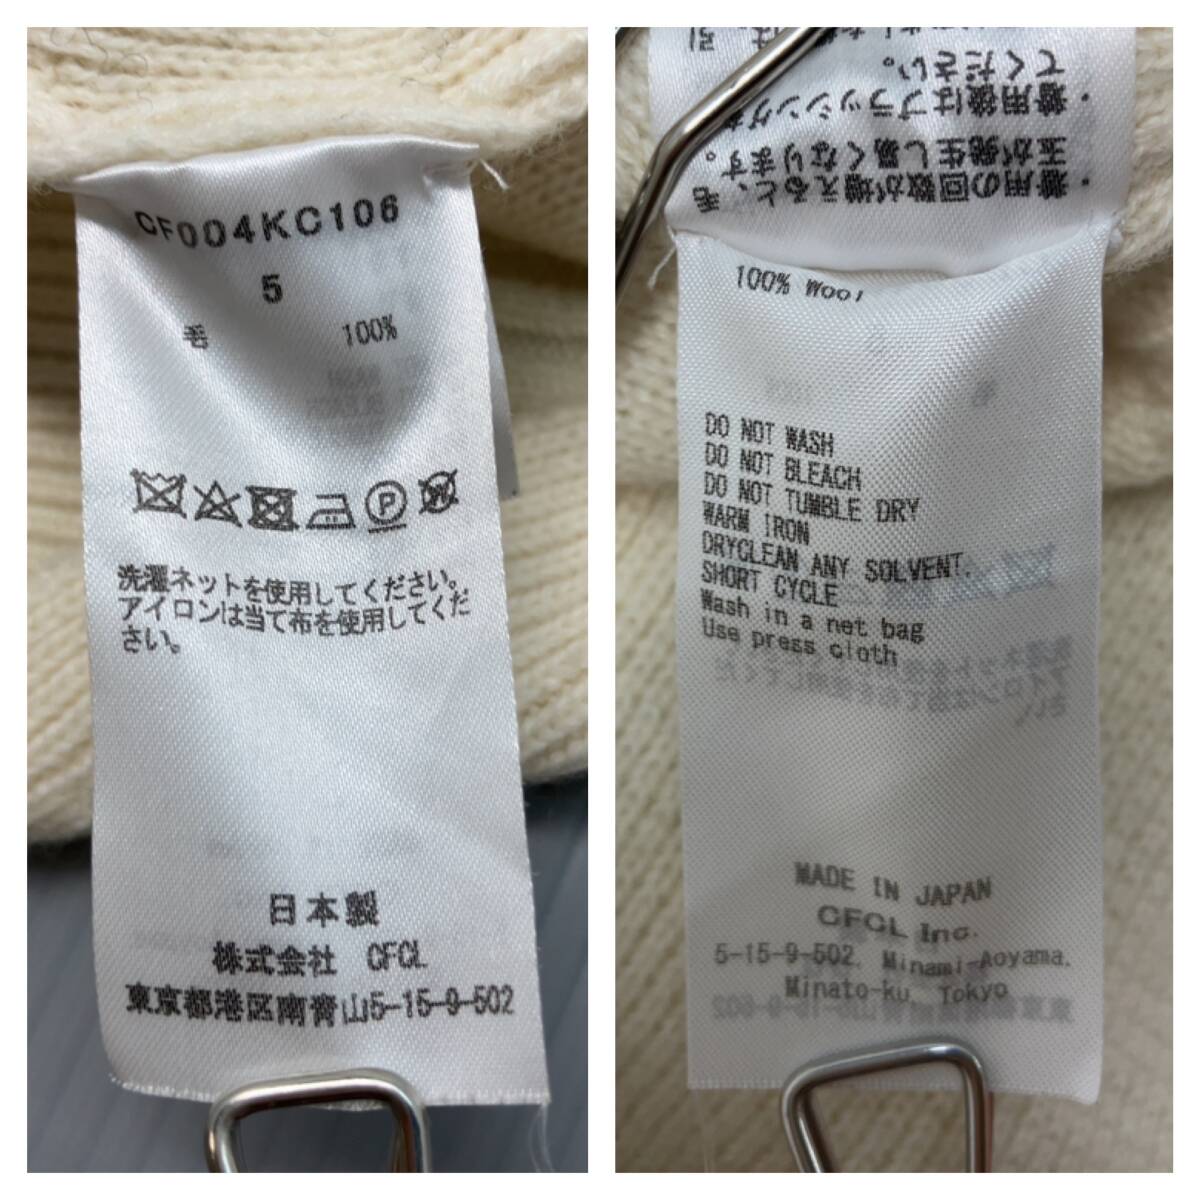 CF004KC106
5
毛 100%
洗濯ネットを使用してください。
アイロンは当て布を使用してくだ
さい。
日本製
株式会社 CFCL
東京都港区南青山5-15-9-502
・着用の回数が増えると、毛
玉が発生し易くなります。
・着用後はブラッシングを
てください。
100% Wool
DO NOT WASH
DO NOT BLEACH
DO NOT TUMBLE DRY
WARM IRON
DRYCLEAN ANY SOLVENT.
SHORT CYCLE
Wash in a net bag
Use press cloth
MADE IN JAPAN
CFCL Inc.
5-15-9-502, Minami-Aoyama,
Minato-ku, Tokyo